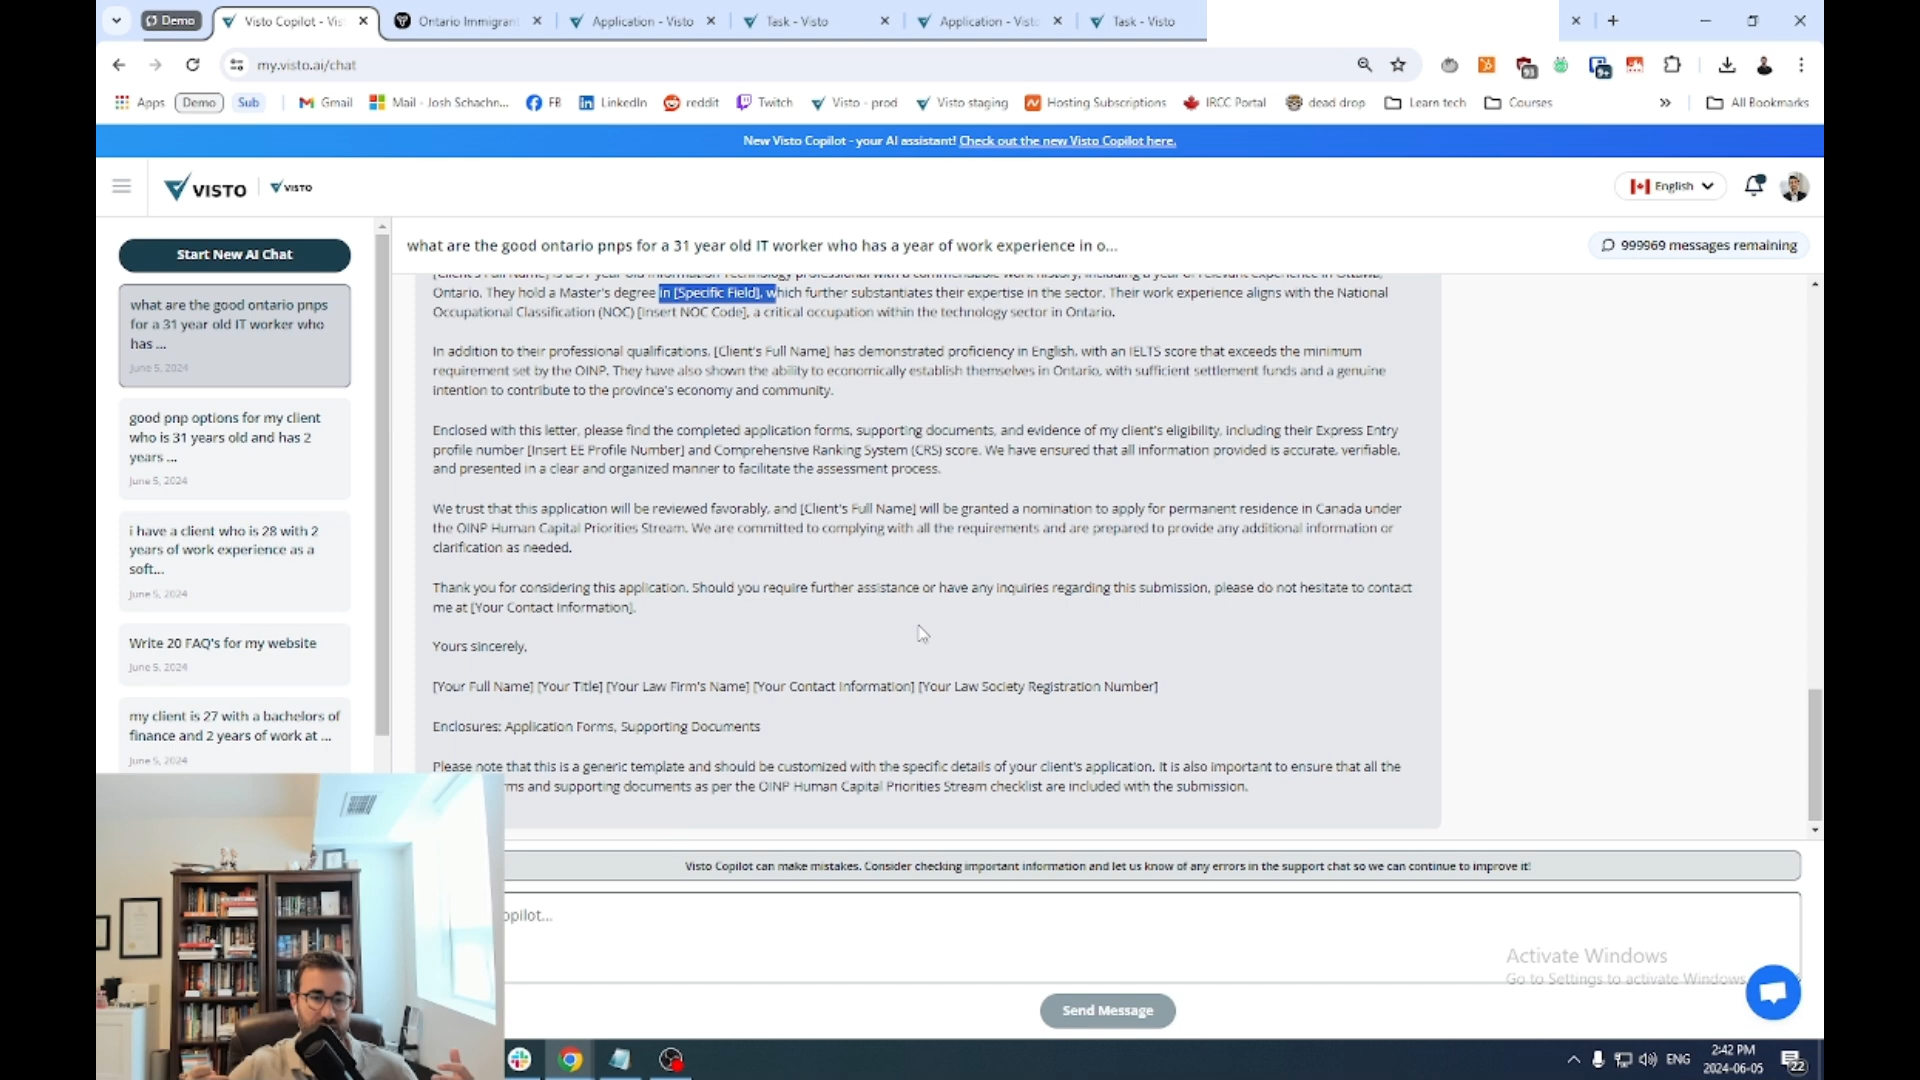 Demo
Visto Copilot - Vis
Ontario Immigran
Application - Visto
Task - Visto
Application - Visto
Task - Visto
my.visto.ai/chat
Apps
Demo
Sub
Gmail
Mail - Josh Schachn...
FB
LinkedIn
reddit
Twitch
Visto - prod
Visto staging
Hosting Subscriptions
IRCC Portal
dead drop
Learn tech
Courses
»
All Bookmarks
New Visto Copilot - your AI assistant! Check out the new Visto Copilot here.
VISTO
VISTO
English
Start New AI Chat
what are the good ontario pnps for a 31 year old IT worker who has ...
June 5, 2024
good pnp options for my client who is 31 years old and has 2 years ...
June 5, 2024
i have a client who is 28 with 2 years of work experience as a soft...
June 5, 2024
Write 20 FAQ's for my website
June 5, 2024
my client is 27 with a bachelors of finance and 2 years of work at ...
June 5, 2024
what are the good ontario pnps for a 31 year old IT worker who has a year of work experience in o...
999969 messages remaining
[Client's Full Name] is a 31-year-old Information Technology professional with a commendable work history, including a year of relevant experience in Ottawa,
Ontario. They hold a Master's degree in [Specific Field], which further substantiates their expertise in the sector. Their work experience aligns with the National
Occupational Classification (NOC) [Insert NOC Code], a critical occupation within the technology sector in Ontario.
In addition to their professional qualifications, [Client's Full Name] has demonstrated proficiency in English, with an IELTS score that exceeds the minimum
requirement set by the OINP. They have also shown the ability to economically establish themselves in Ontario, with sufficient settlement funds and a genuine
intention to contribute to the province's economy and community.
Enclosed with this letter, please find the completed application forms, supporting documents, and evidence of my client's eligibility, including their Express Entry
profile number [Insert EE Profile Number] and Comprehensive Ranking System (CRS) score. We have ensured that all information provided is accurate, verifiable,
and presented in a clear and organized manner to facilitate the assessment process.
We trust that this application will be reviewed favorably, and [Client's Full Name] will be granted a nomination to apply for permanent residence in Canada under
the OINP Human Capital Priorities Stream. We are committed to complying with all the requirements and are prepared to provide any additional information or
clarification as needed.
Thank you for considering this application. Should you require further assistance or have any inquiries regarding this submission, please do not hesitate to contact
me at [Your Contact Information].
Yours sincerely,
[Your Full Name] [Your Title] [Your Law Firm's Name] [Your Contact Information] [Your Law Society Registration Number]
Enclosures: Application Forms, Supporting Documents
Please note that this is a generic template and should be customized with the specific details of your client's application. It is also important to ensure that all the
rms and supporting documents as per the OINP Human Capital Priorities Stream checklist are included with the submission.
Visto Copilot can make mistakes. Consider checking important information and let us know of any errors in the support chat so we can continue to improve it!
opilot...
Send Message
Activate Windows
Go to Settings to activate Windows.
ENG
2:42 PM
2024-06-05
22